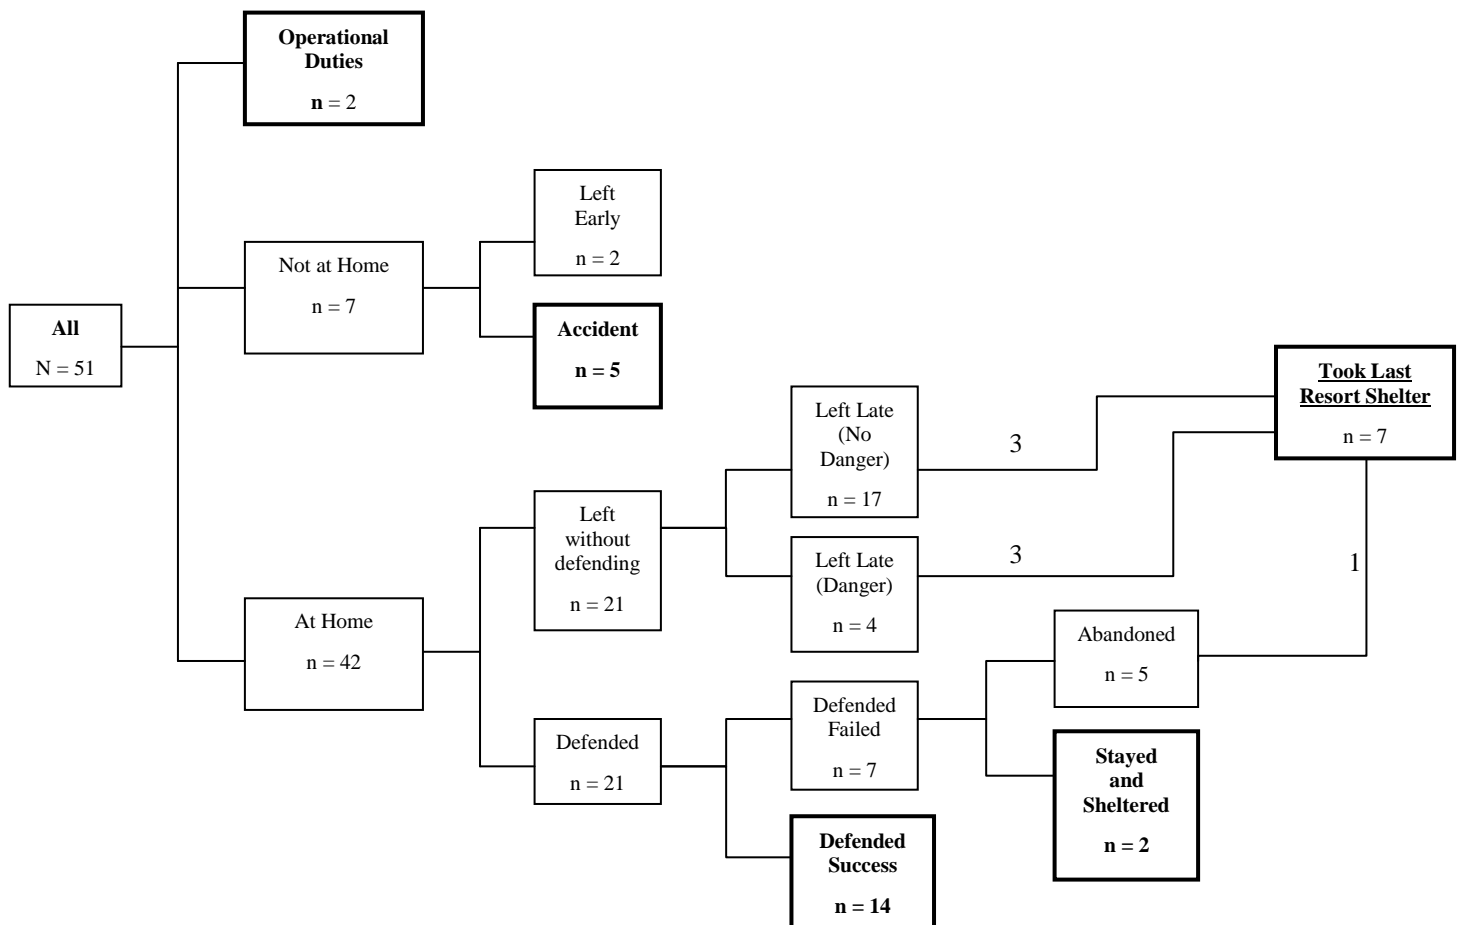 Operational
Duties
n = 2
Left
Early
n = 2
Not at Home
n = 7
Accident
n = 5
All
N = 51
Took Last
Resort Shelter
n = 7
Left Late
(No
Danger)
n = 17
3
Left
without
defending
n = 21
Left Late
(Danger)
n = 4
3
1
At Home
n = 42
Abandoned
n = 5
Defended
Failed
n = 7
Defended
n = 21
Stayed
and
Sheltered
n = 2
Defended
Success
n = 14